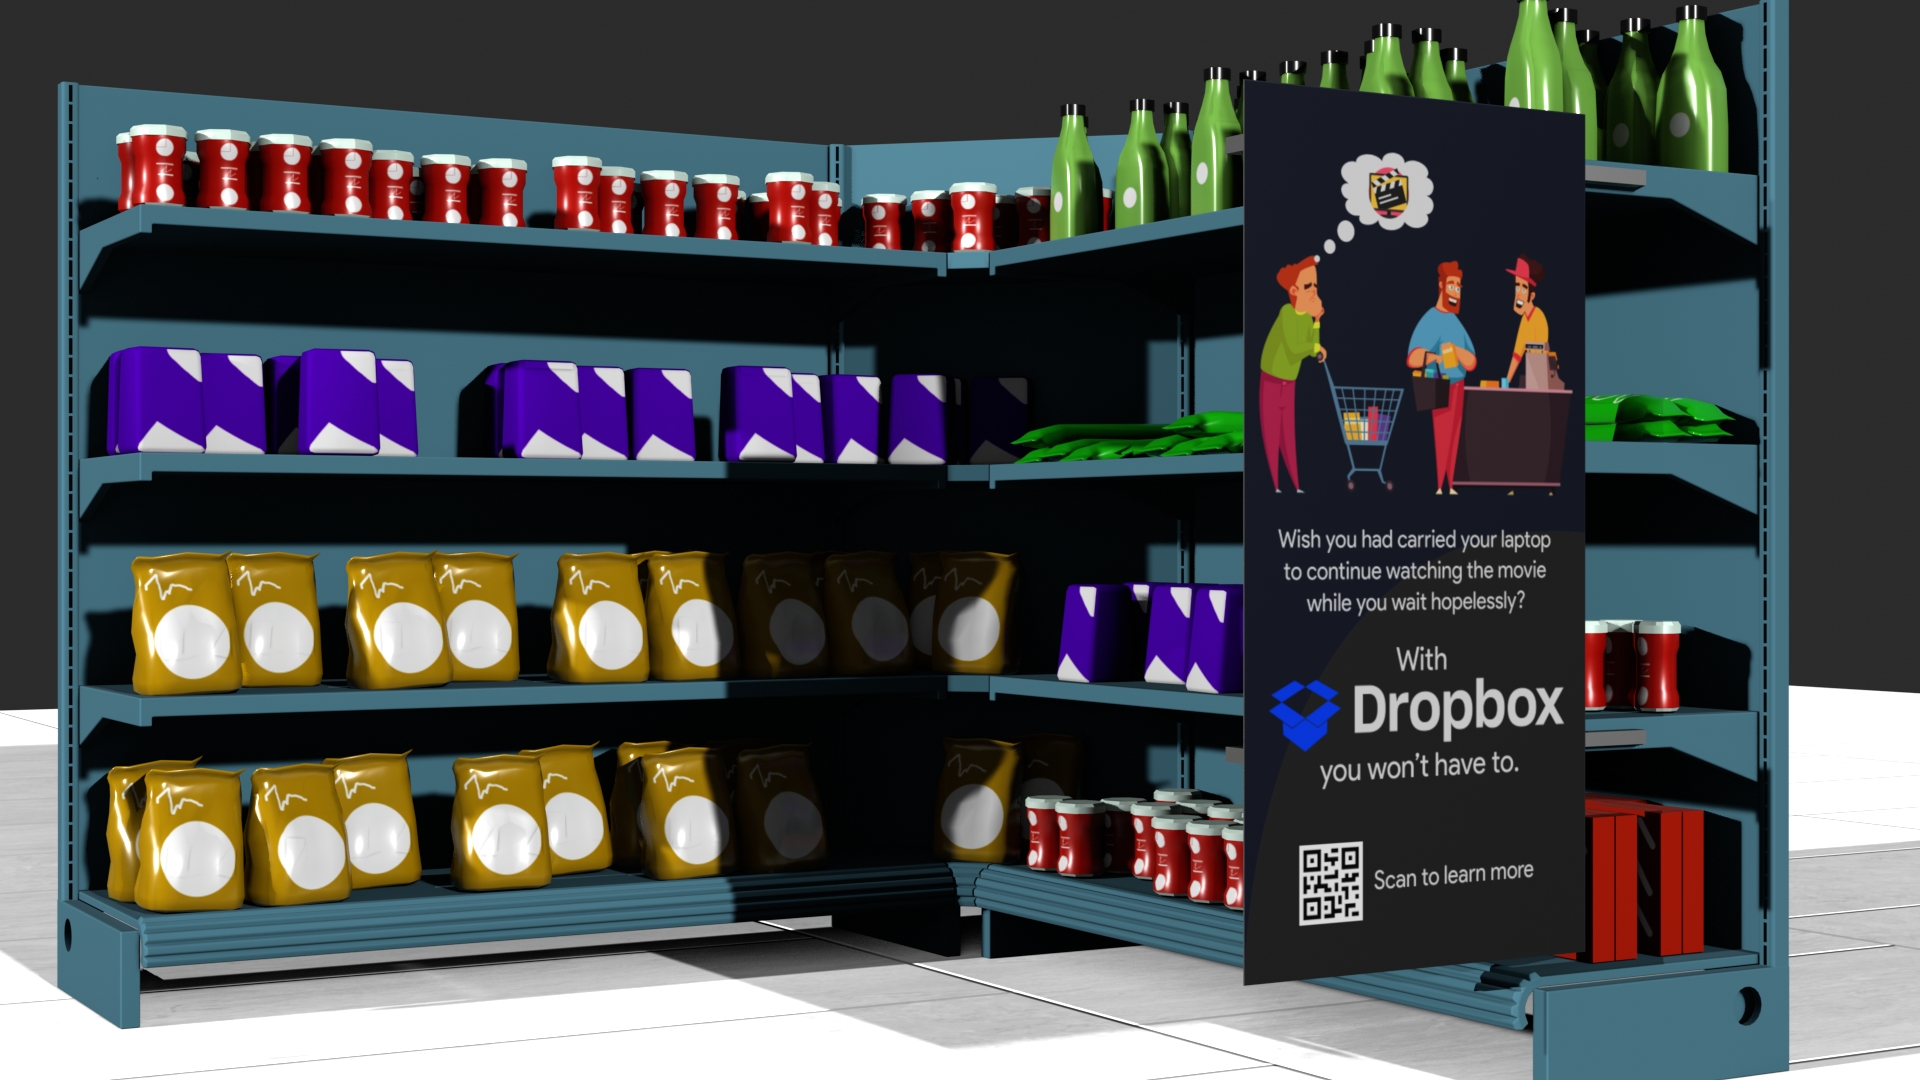 Wish you had carried your laptop
to continue watching the movie
while you wait hopelessly?
With
Dropbox
you won't have to.
Scan to learn more